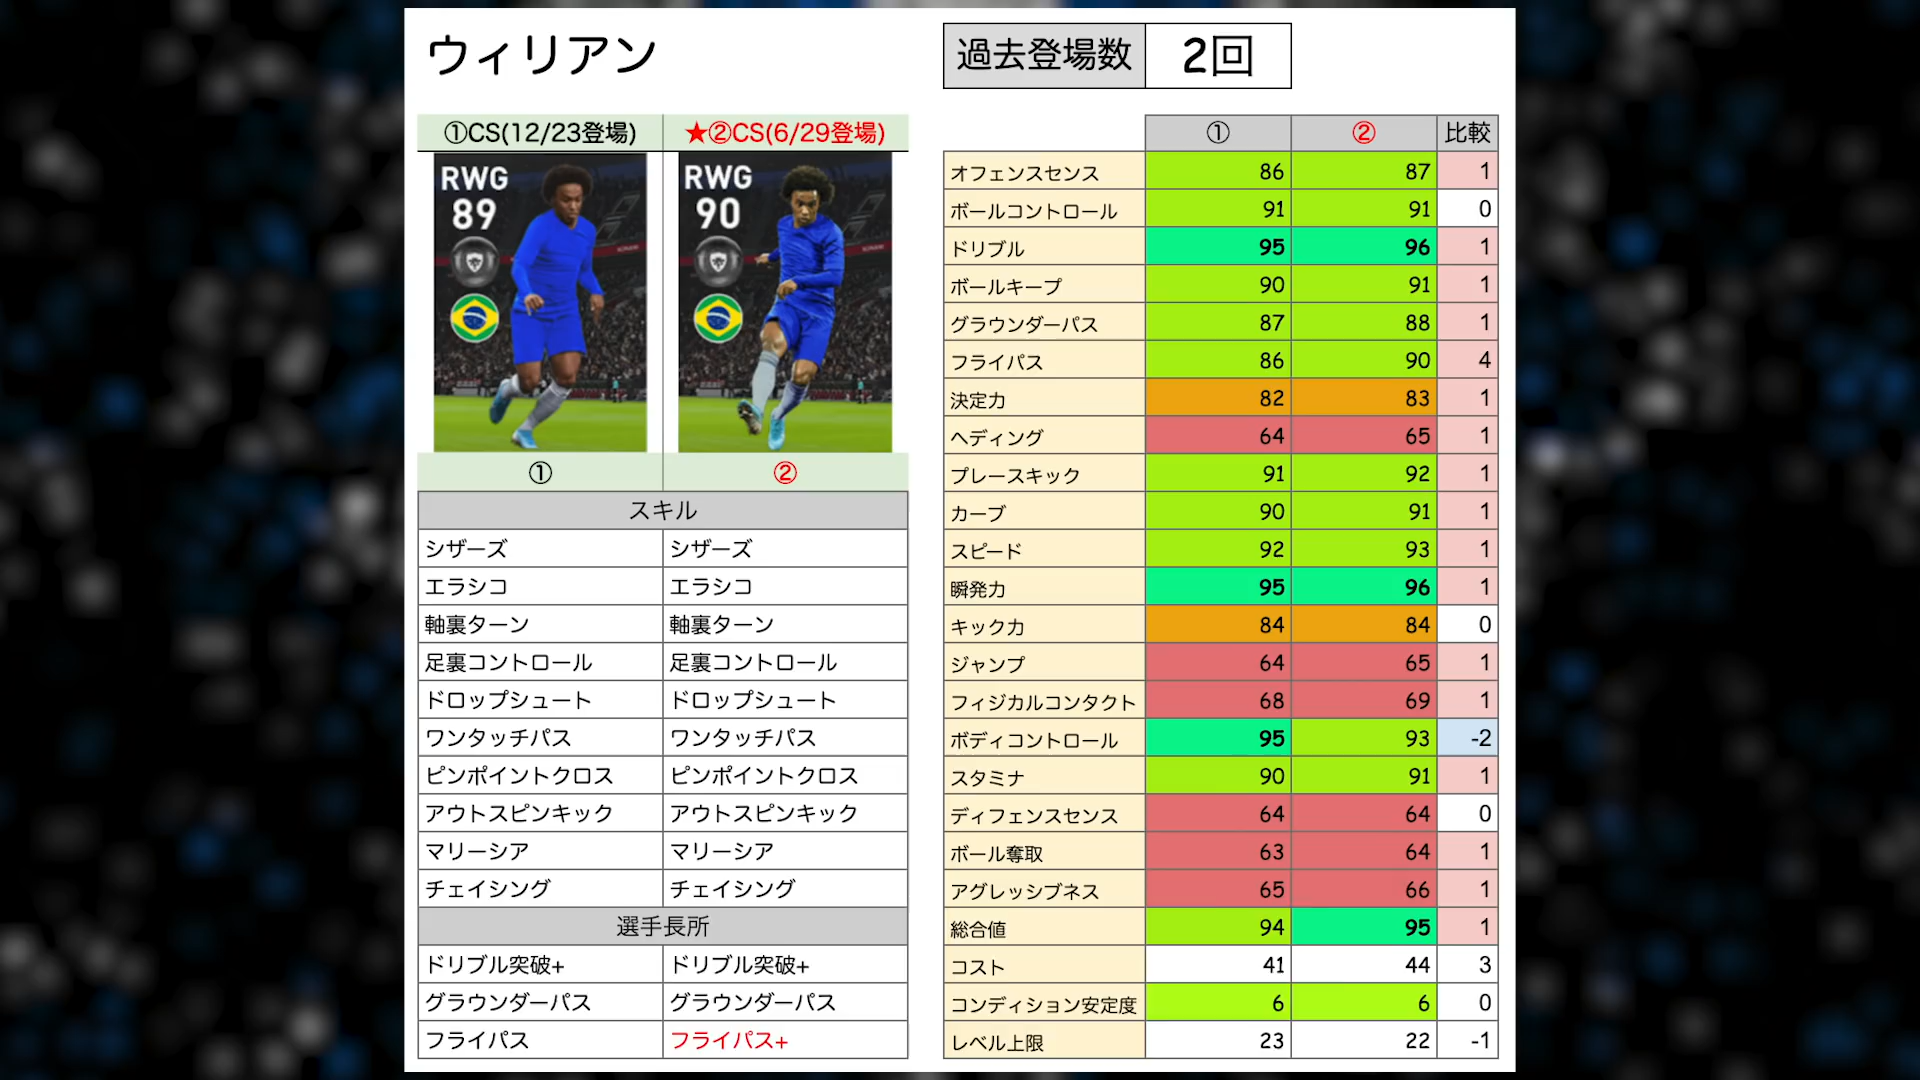 ウィリアン
過去登場数 2回
①CS(12/23登場) ★②CS(6/29登場)
RWG 89
RWG 90
① ②
スキル
シザーズ シザーズ
エラシコ エラシコ
軸裏ターン 軸裏ターン
足裏コントロール 足裏コントロール
ドロップシュート ドロップシュート
ワンタッチパス ワンタッチパス
ピンポイントクロス ピンポイントクロス
アウトスピンキック アウトスピンキック
マリーシア マリーシア
チェイシング チェイシング
選手長所
ドリブル突破+ ドリブル突破+
グラウンダーパス グラウンダーパス
フライパス フライパス+
① ② 比較
オフェンスセンス 86 87 1
ボールコントロール 91 91 0
ドリブル 95 96 1
ボールキープ 90 91 1
グラウンダーパス 87 88 1
フライパス 86 90 4
決定力 82 83 1
ヘディング 64 65 1
プレースキック 91 92 1
カーブ 90 91 1
スピード 92 93 1
瞬発力 95 96 1
キック力 84 84 0
ジャンプ 64 65 1
フィジカルコンタクト 68 69 1
ボディコントロール 95 93 -2
スタミナ 90 91 1
ディフェンスセンス 64 64 0
ボール奪取 63 64 1
アグレッシブネス 65 66 1
総合値 94 95 1
コスト 41 44 3
コンディション安定度 6 6 0
レベル上限 23 22 -1